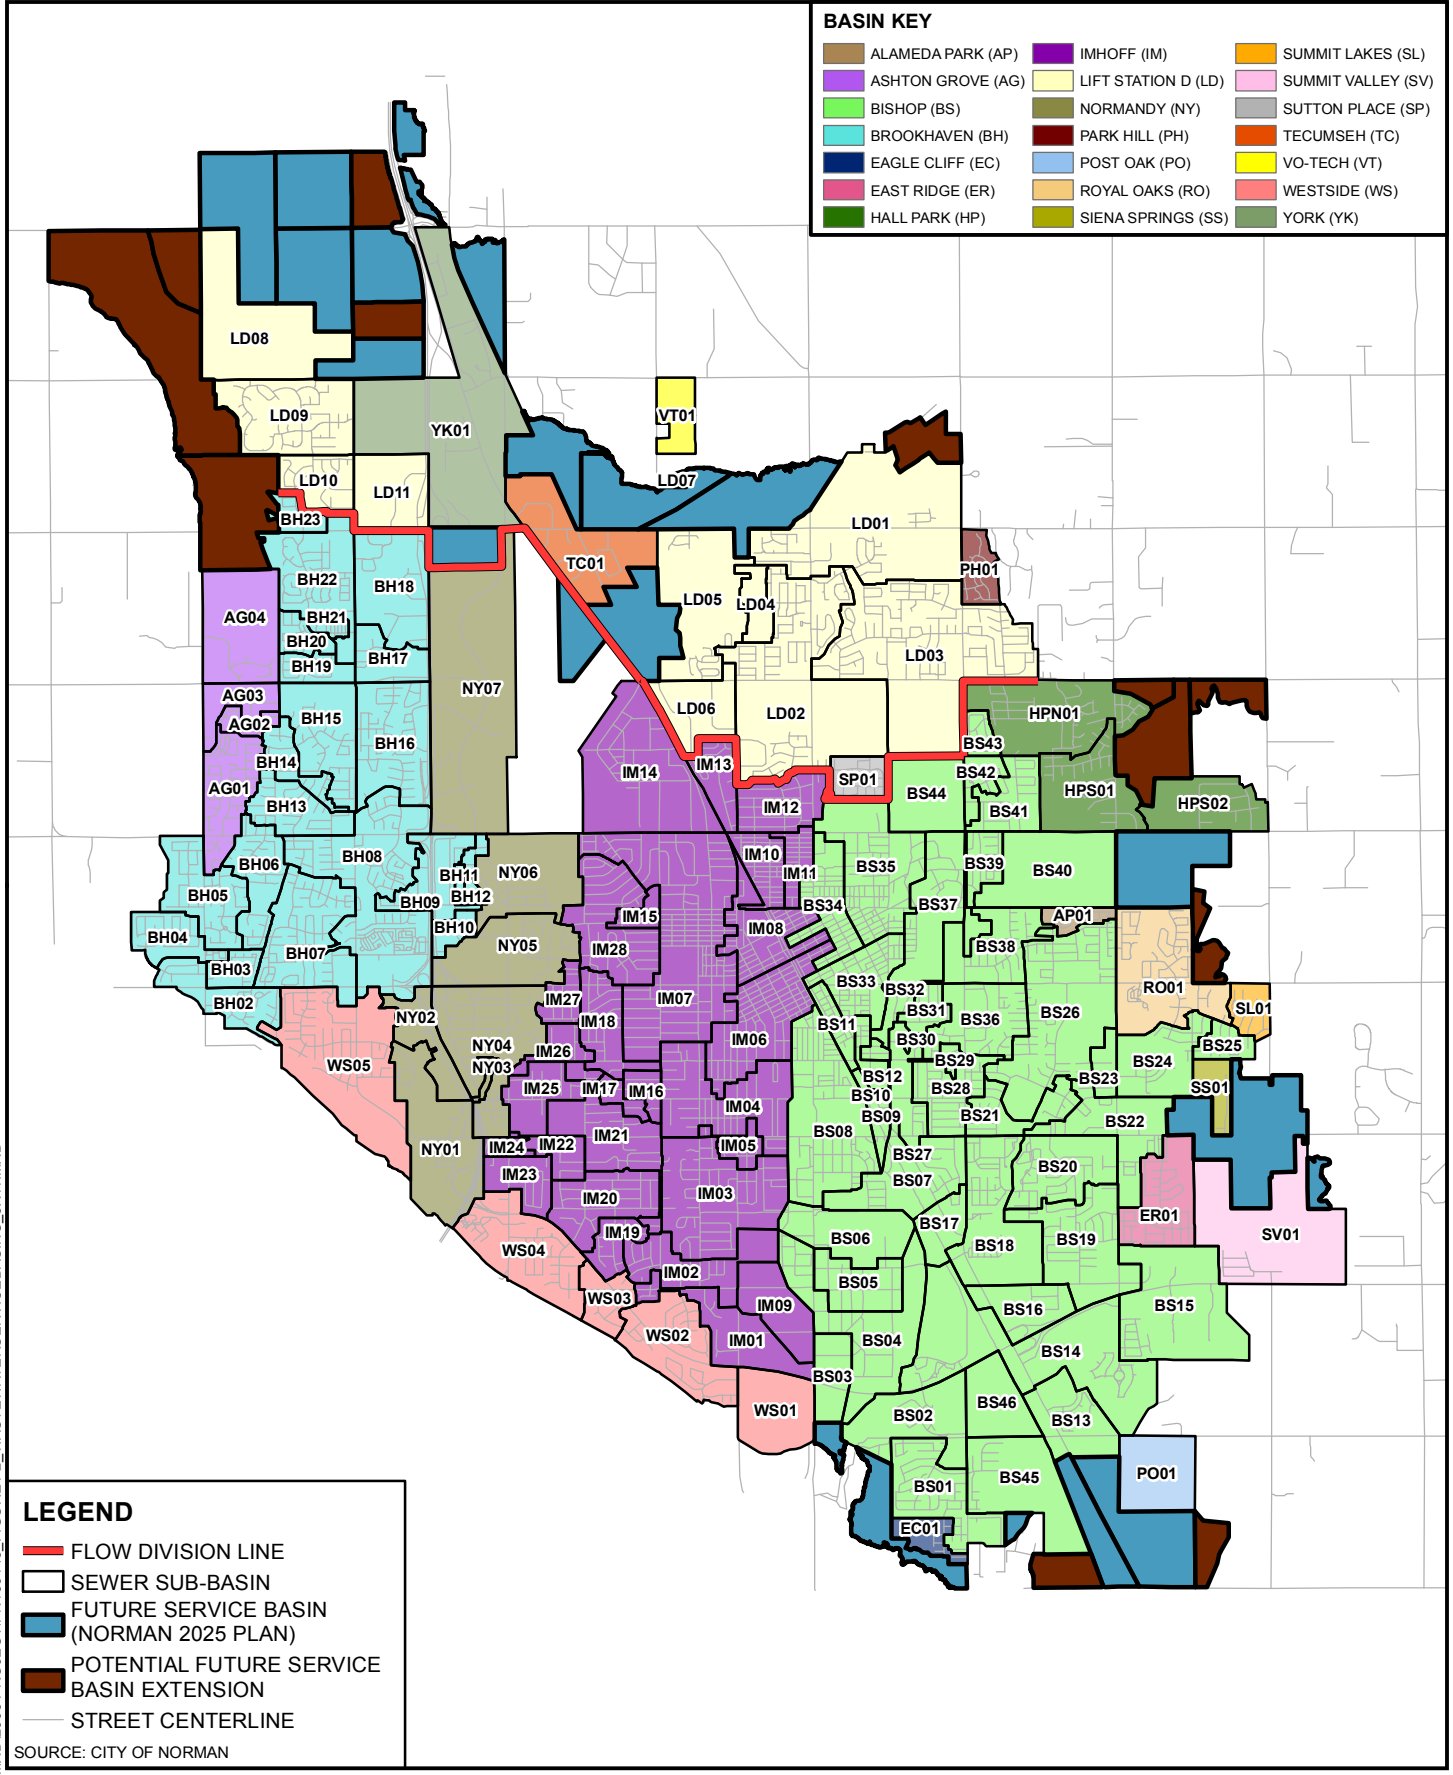 BASIN KEY
ALAMEDA PARK (AP) IMHOFF (IM) SUMMIT LAKES (SL)
ASHTON GROVE (AG) LIFT STATION D (LD) SUMMIT VALLEY (SV)
BISHOP (BS) NORMANDY (NY) SUTTON PLACE (SP)
BROOKHAVEN (BH) PARK HILL (PH) TECUMSEH (TC)
EAGLE CLIFF (EC) POST OAK (PO) VO-TECH (VT)
EAST RIDGE (ER) ROYAL OAKS (RO) WESTSIDE (WS)
HALL PARK (HP) SIENA SPRINGS (SS) YORK (YK)
LD08
LD09
VT01
YK01
LD10
LD11
LD07
BH23
LD01
TC01
PH01
BH22
BH18
LD05
LD04
AG04
BH21
BH20
BH19
BH17
LD03
NY07
AG03
AG02
BH15
LD06
LD02
HPN01
BH16
BS43
BH14
IM14
IM13
BS42
AG01
SP01
BH13
IM12
BS44
BS41
HPS01
HPS02
BH06
BH08
IM10
BS39
BH11
NY06
IM11
BS35
BS40
BH05
BH12
BH09
BS34
BS37
IM15
AP01
BH04
BH10
IM08
NY05
BS38
BH07
IM28
BH03
BS33
RO01
BH02
IM27
IM07
BS32
SL01
NY02
IM18
BS11
BS31
BS36
BS26
IM06
BS30
NY04
IM26
BS25
WS05
NY03
BS29
BS24
BS12
BS23
IM25
IM17
IM16
BS10
BS28
SS01
IM04
BS09
BS21
BS22
IM21
BS08
NY01
IM24
IM22
IM05
BS27
IM23
BS20
IM20
IM03
BS07
ER01
IM19
BS17
WS04
BS06
BS18
BS19
SV01
IM02
BS05
WS03
IM09
BS16
BS15
WS02
IM01
BS04
BS14
BS03
WS01
BS02
BS46
BS13
BS01
BS45
PO01
EC01
LEGEND
FLOW DIVISION LINE
SEWER SUB-BASIN
FUTURE SERVICE BASIN
(NORMAN 2025 PLAN)
POTENTIAL FUTURE SERVICE
BASIN EXTENSION
STREET CENTERLINE
SOURCE: CITY OF NORMAN